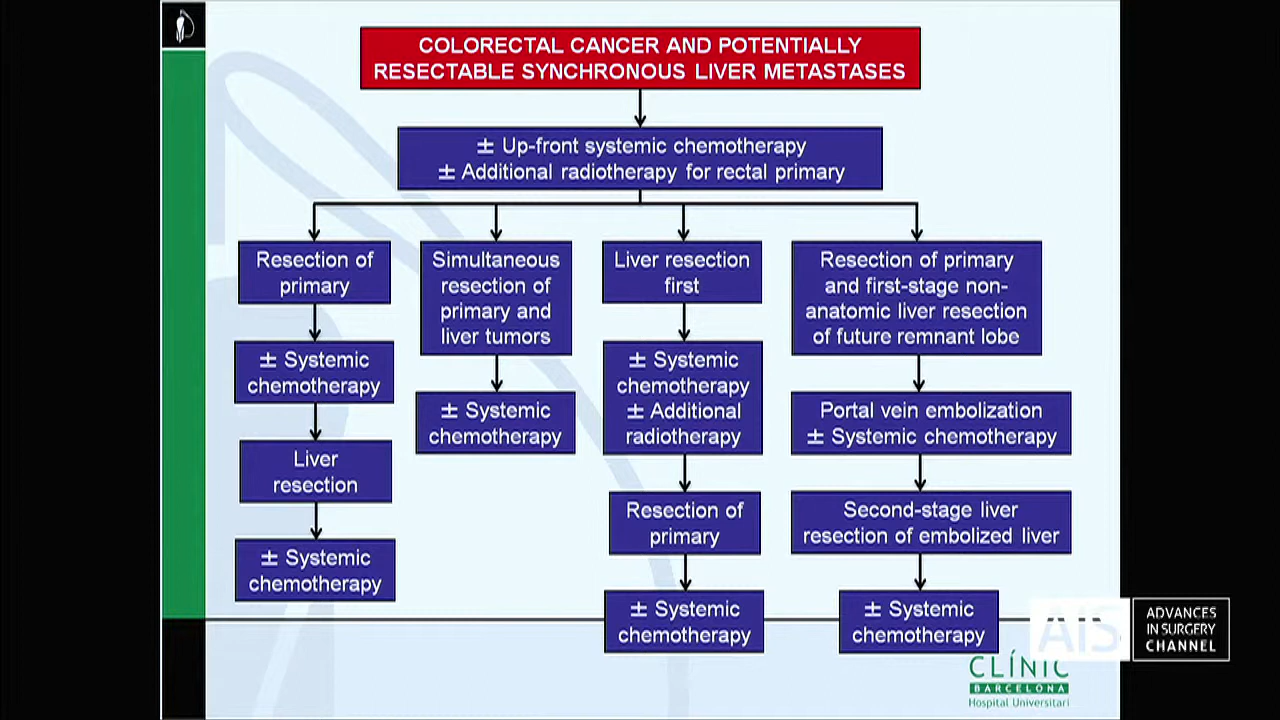 COLORECTAL CANCER AND POTENTIALLY
RESECTABLE SYNCHRONOUS LIVER METASTASES
± Up-front systemic chemotherapy
± Additional radiotherapy for rectal primary
Resection of
primary
± Systemic
chemotherapy
Liver
resection
± Systemic
chemotherapy
Simultaneous
resection of
primary and
liver tumors
± Systemic
chemotherapy
Liver resection
first
± Systemic
chemotherapy
± Additional
radiotherapy
Resection of
primary
± Systemic
chemotherapy
Resection of primary
and first-stage non-
anatomic liver resection
of future remnant lobe
Portal vein embolization
± Systemic chemotherapy
Second-stage liver
resection of embolized liver
± Systemic
chemotherapy
AIS
ADVANCES
IN SURGERY
CHANNEL
CLÍNIC
BARCELONA
Hospital Universitari